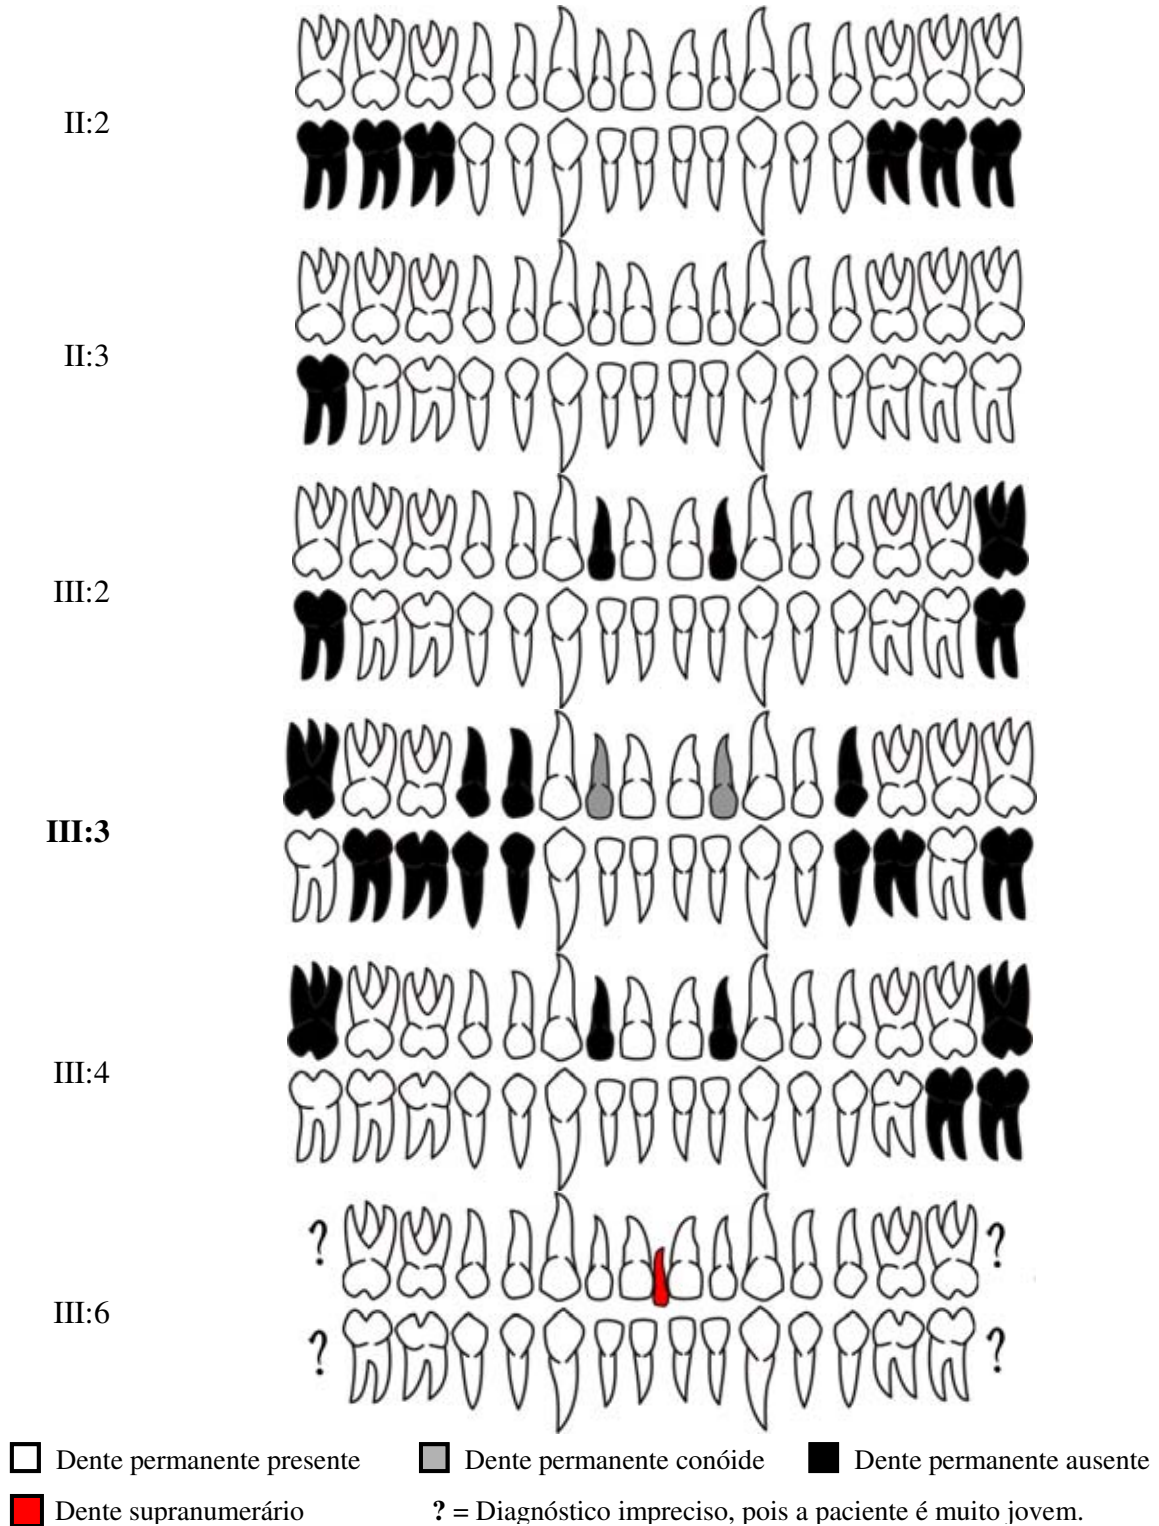 II:2
II:3
III:2
III:3
III:4
? ?
III:6
? ?
Dente permanente presente Dente permanente conóide Dente permanente ausente
Dente supranumerário ? = Diagnóstico impreciso, pois a paciente é muito jovem.